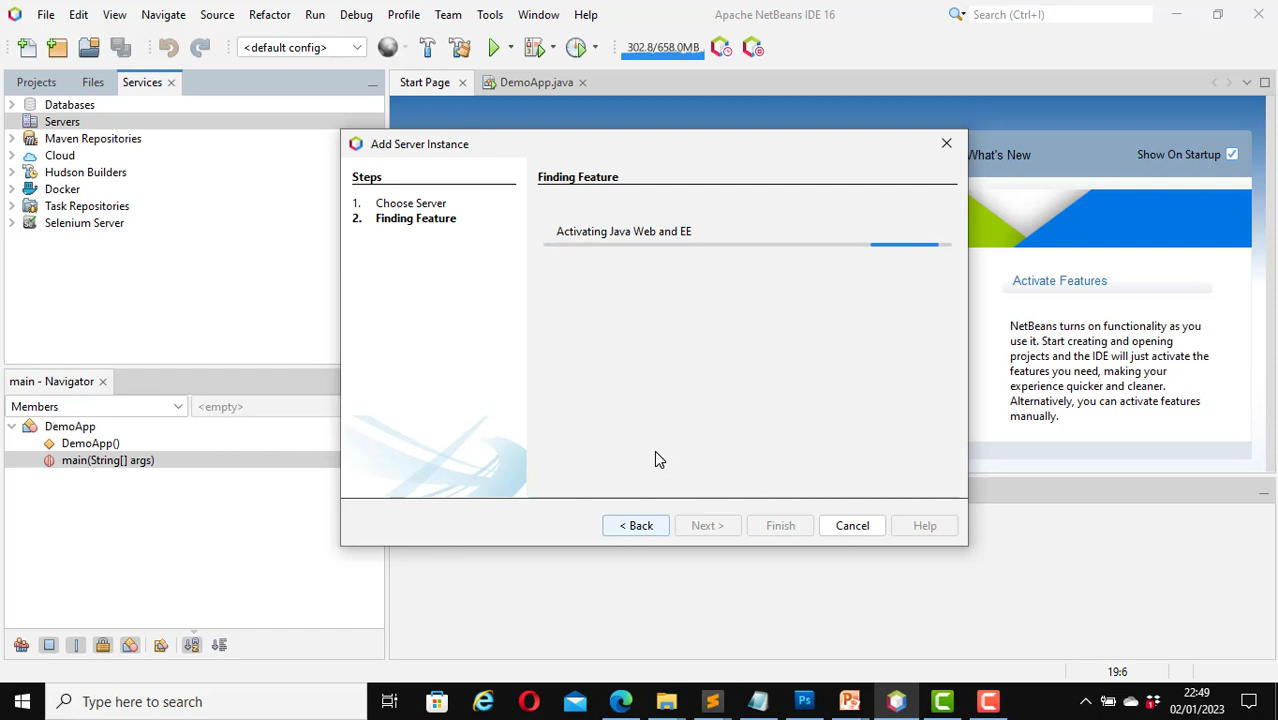 File Edit View Navigate Source Refactor Run Debug Profile Team Tools Window Help
Apache NetBeans IDE 16
Search (Ctrl+I)
<default config>
302.8/658.0MB
Projects Files Services
Start Page DemoApp.java
Databases
Servers
Maven Repositories
Cloud
Hudson Builders
Docker
Task Repositories
Selenium Server
Add Server Instance
Steps
1. Choose Server
2. Finding Feature
Finding Feature
Activating Java Web and EE
< Back Next > Finish Cancel Help
What's New
Show On Startup
Activate Features
NetBeans turns on functionality as you
use it. Start creating and opening
projects and the IDE will just activate the
features you need, making your
experience quicker and cleaner.
Alternatively, you can activate features
manually.
main - Navigator
Members
<empty>
DemoApp
DemoApp()
main(String[] args)
19:6
Type here to search
22:49
02/01/2023